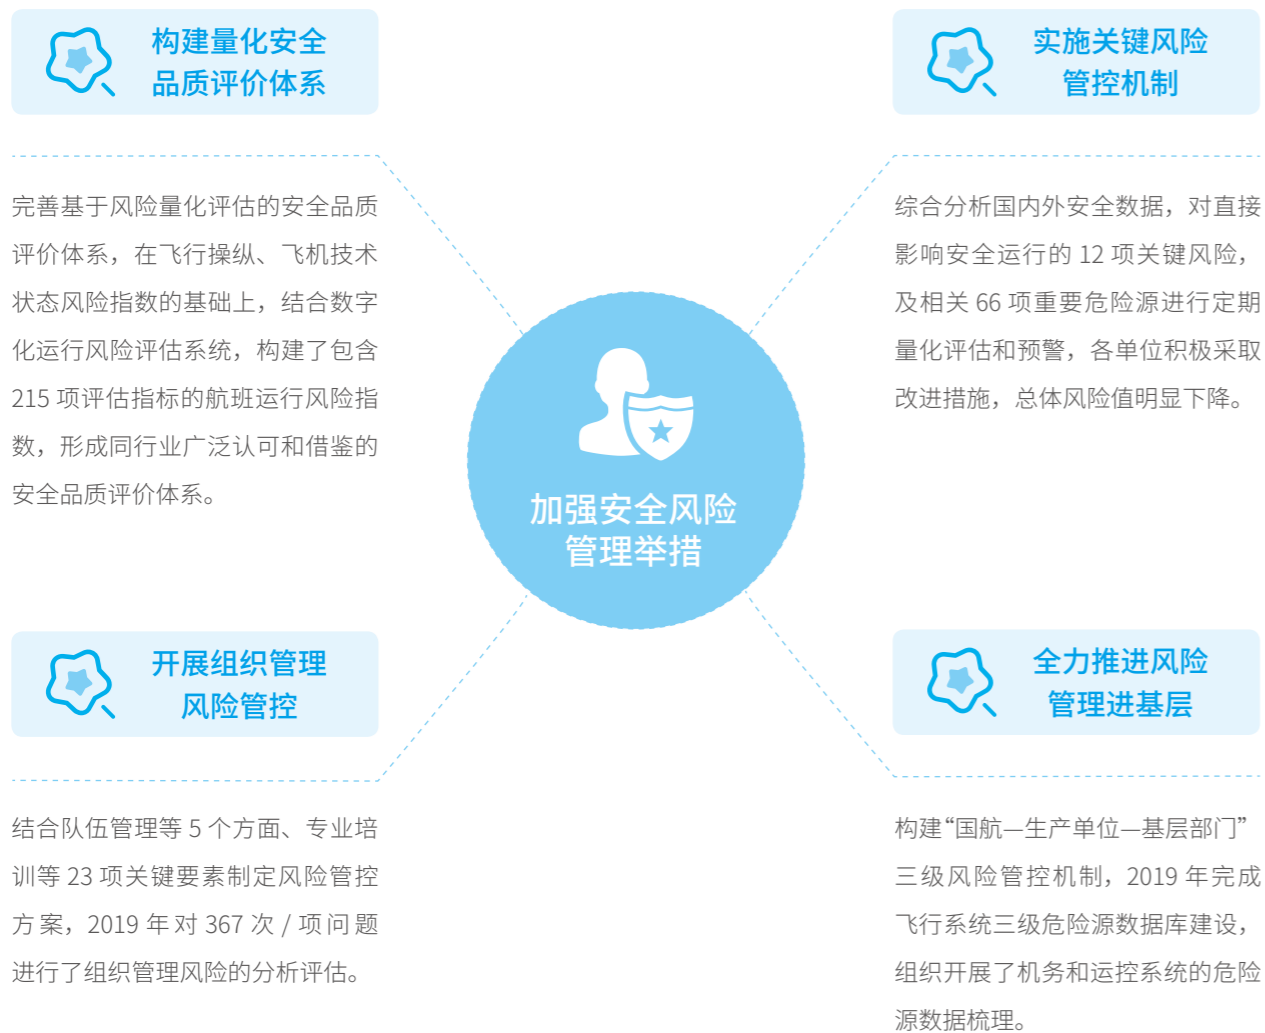 构建量化安全
品质评价体系
完善基于风险量化评估的安全品质
评价体系，在飞行操纵、飞机技术
状态风险指数的基础上，结合数字
化运行风险评估系统，构建了包含
215 项评估指标的航班运行风险指
数，形成同行业广泛认可和借鉴的
安全品质评价体系。
实施关键风险
管控机制
综合分析国内外安全数据，对直接
影响安全运行的 12 项关键风险，
及相关 66 项重要危险源进行定期
量化评估和预警，各单位积极采取
改进措施，总体风险值明显下降。
加强安全风险
管理举措
开展组织管理
风险管控
结合队伍管理等 5 个方面、专业培
训等 23 项关键要素制定风险管控
方案，2019 年对 367 次 / 项问题
进行了组织管理风险的分析评估。
全力推进风险
管理进基层
构建“国航—生产单位—基层部门”
三级风险管控机制，2019 年完成
飞行系统三级危险源数据库建设，
组织开展了机务和运控系统的危险
源数据梳理。